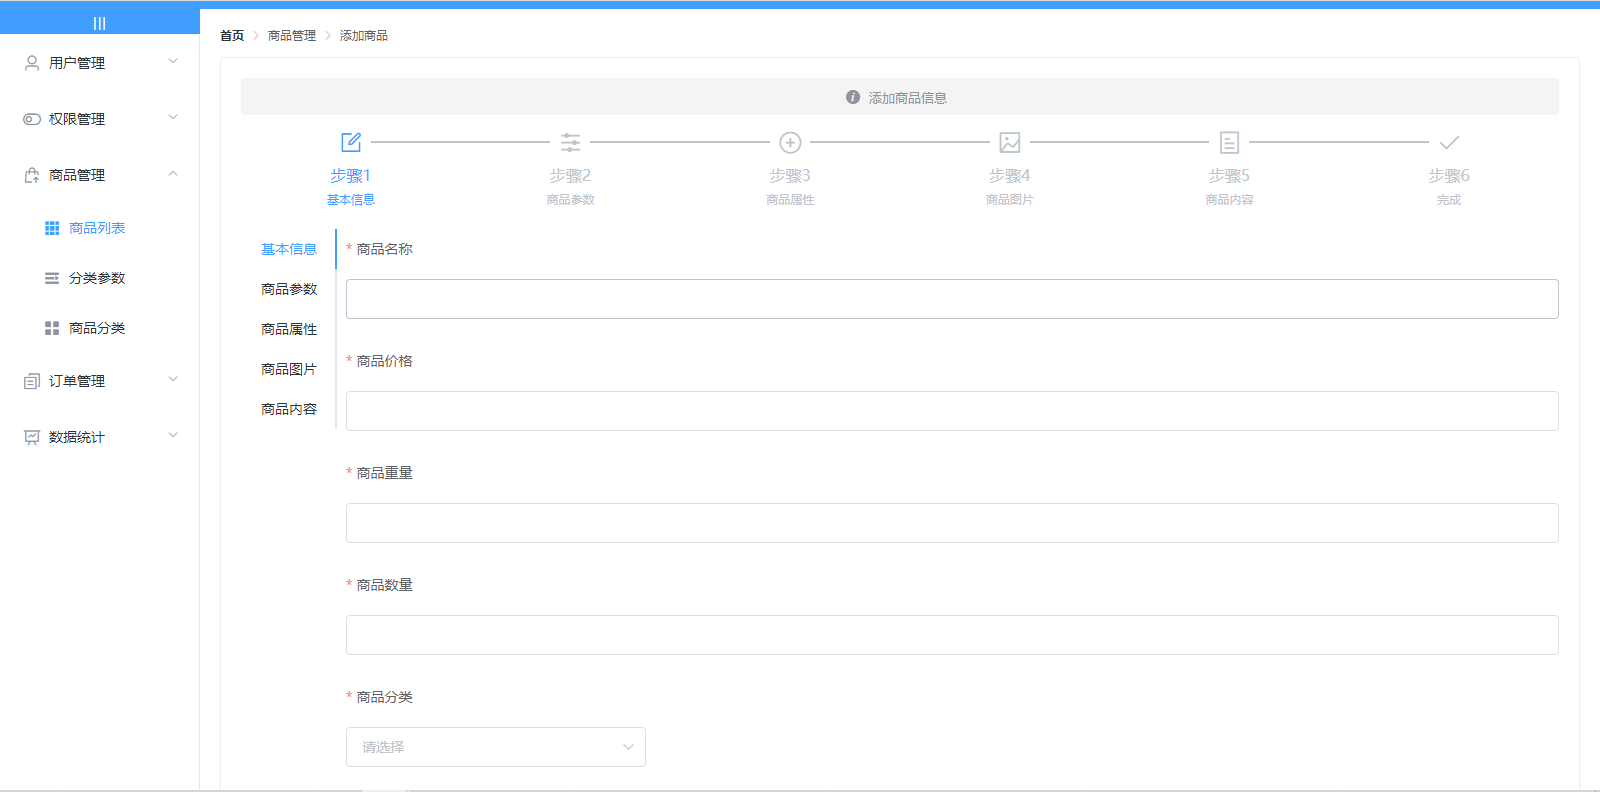 |||
用户管理
权限管理
商品管理
商品列表
分类参数
商品分类
订单管理
数据统计
首页 > 商品管理 > 添加商品
添加商品信息
步骤1 步骤2 步骤3 步骤4 步骤5 步骤6
基本信息 商品参数 商品属性 商品图片 商品内容 完成
基本信息
商品参数
商品属性
商品图片
商品内容
* 商品名称
* 商品价格
* 商品重量
* 商品数量
* 商品分类
请选择